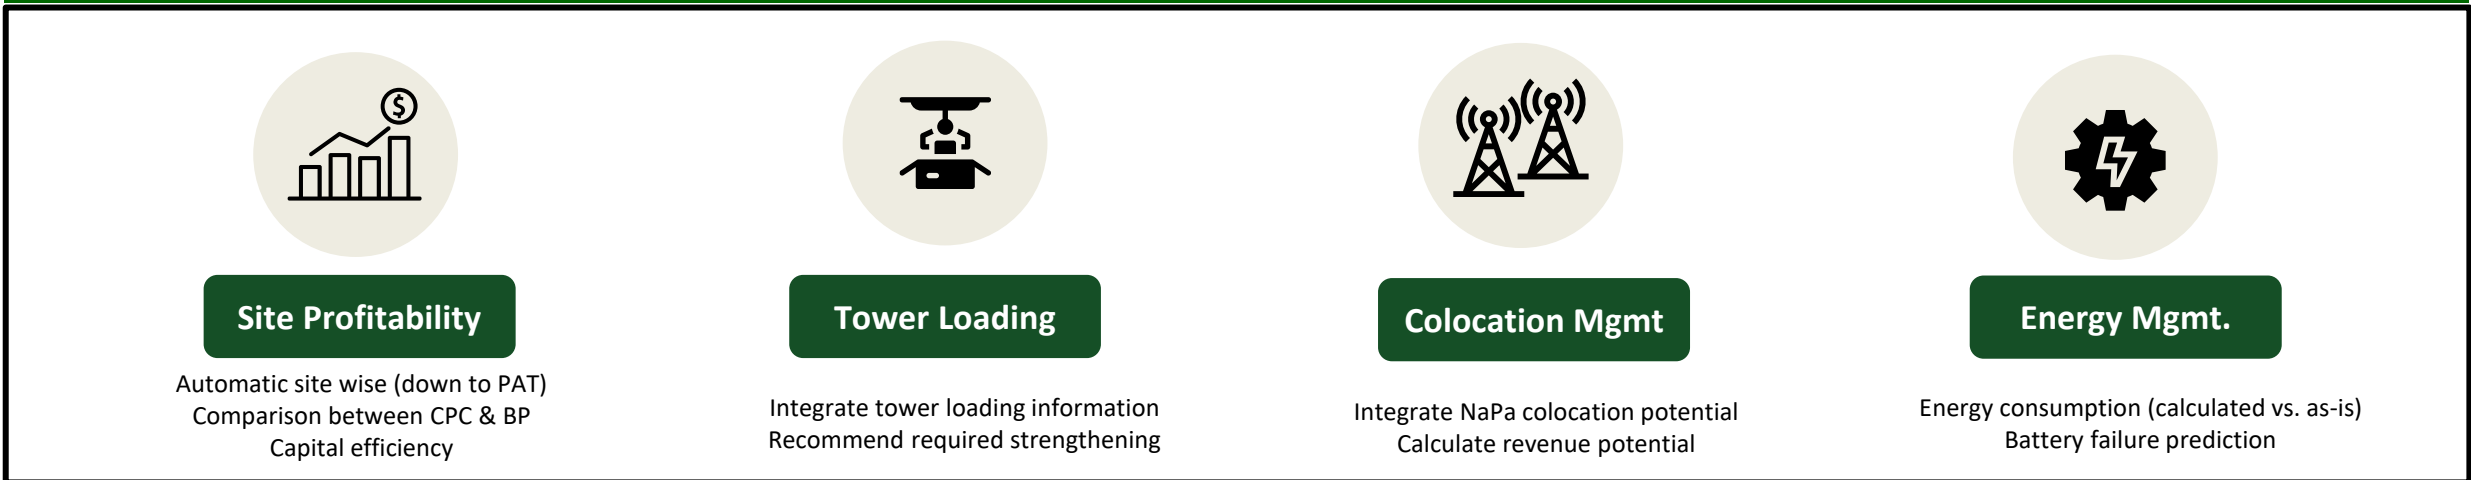 Site Profitability
Automatic site wise (down to PAT)
Comparison between CPC & BP
Capital efficiency
Tower Loading
Integrate tower loading information
Recommend required strengthening
Colocation Mgmt
Integrate NaPa colocation potential
Calculate revenue potential
Energy Mgmt.
Energy consumption (calculated vs. as-is)
Battery failure prediction